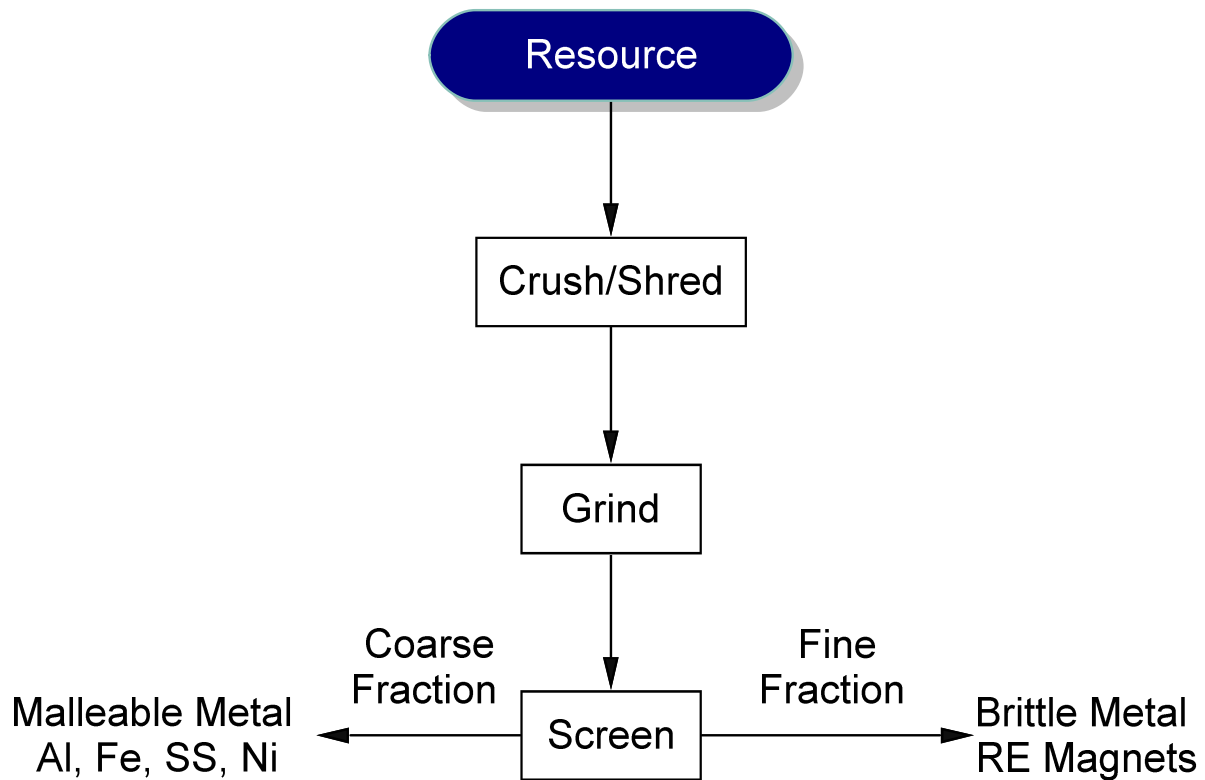 Resource
Crush/Shred
Grind
Coarse
Fraction
Fine
Fraction
Malleable Metal
Al, Fe, SS, Ni
Screen
Brittle Metal
RE Magnets